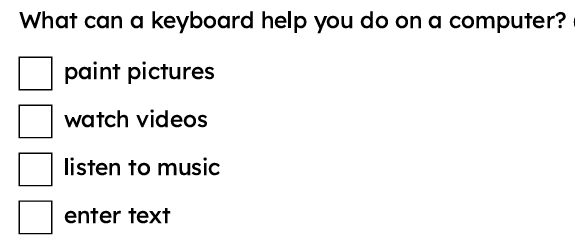 What can a keyboard help you do on a computer?
paint pictures
watch videos
listen to music
enter text